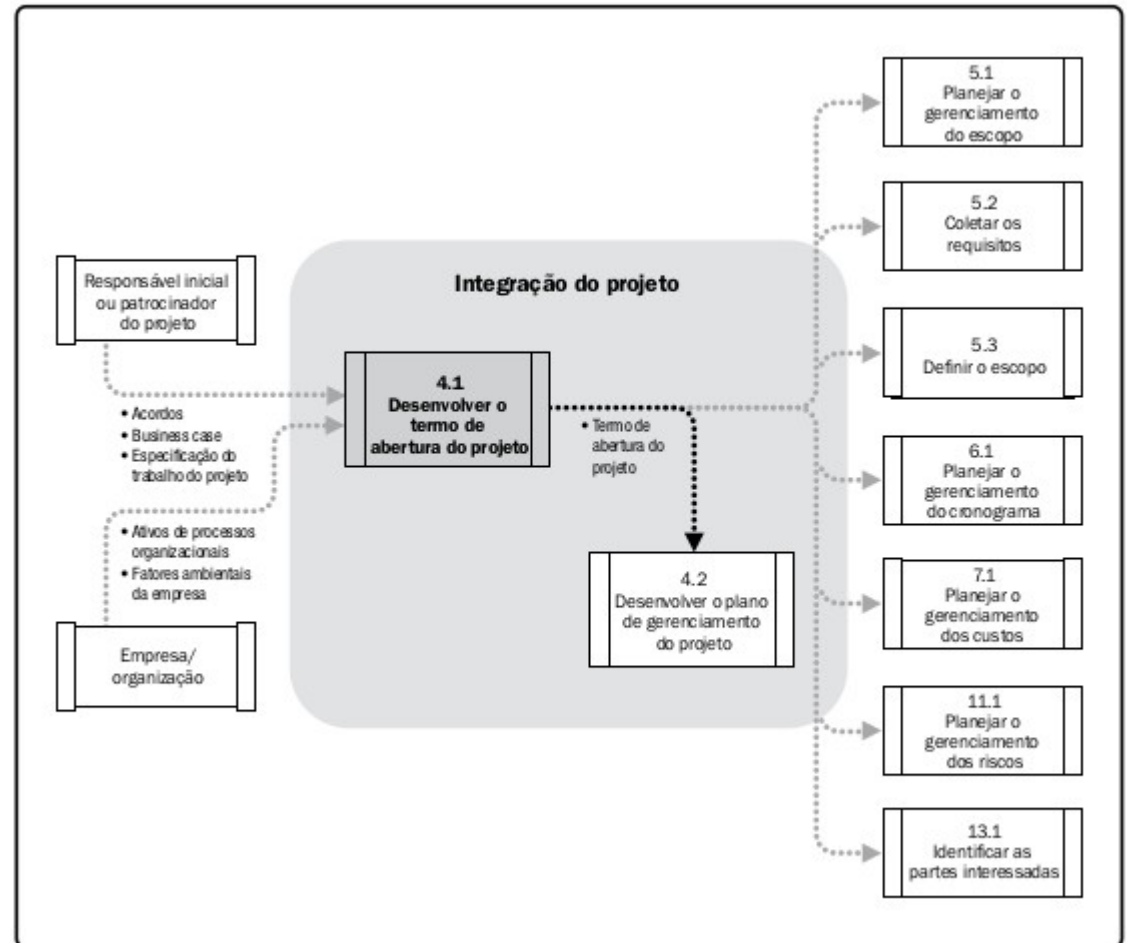 Responsável inicial
ou patrocinador
do projeto
• Acordos
• Business case
• Especificação do
trabalho do projeto
• Ativos de processos
organizacionais
• Fatores ambientais
da empresa
Empresa/
organização
Integração do projeto
4.1
Desenvolver o
termo de
abertura do projeto
• Termo de
abertura do
projeto
4.2
Desenvolver o plano
de gerenciamento
do projeto
5.1
Planejar o
gerenciamento
do escopo
5.2
Coletar os
requisitos
5.3
Definir o escopo
6.1
Planejar o
gerenciamento
do cronograma
7.1
Planejar o
gerenciamento
dos custos
11.1
Planejar o
gerenciamento
dos riscos
13.1
Identificar as
partes interessadas